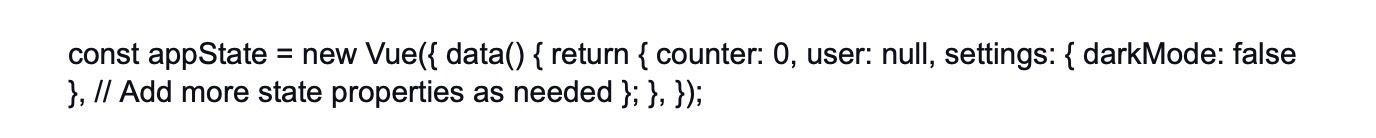 const appState = new Vue({ data() { return { counter: 0, user: null, settings: { darkMode: false
}, // Add more state properties as needed }; }, });